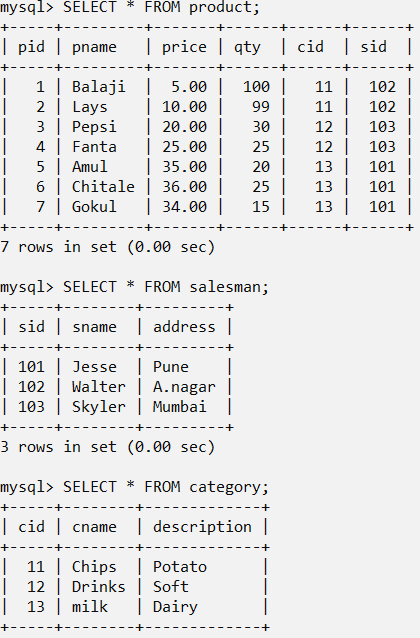 mysql> SELECT * FROM product;
+-----+---------+-------+------+------+------+
| pid | pname   | price | qty  | cid  | sid  |
+-----+---------+-------+------+------+------+
|   1 | Balaji  |  5.00 |  100 |   11 |  102 |
|   2 | Lays    | 10.00 |   99 |   11 |  102 |
|   3 | Pepsi   | 20.00 |   30 |   12 |  103 |
|   4 | Fanta   | 25.00 |   25 |   12 |  103 |
|   5 | Amul    | 35.00 |   20 |   13 |  101 |
|   6 | Chitale | 36.00 |   25 |   13 |  101 |
|   7 | Gokul   | 34.00 |   15 |   13 |  101 |
+-----+---------+-------+------+------+------+
7 rows in set (0.00 sec)
mysql> SELECT * FROM salesman;
+-----+--------+---------+
| sid | sname  | address |
+-----+--------+---------+
| 101 | Jesse  | Pune    |
| 102 | Walter | A.nagar |
| 103 | Skyler | Mumbai  |
+-----+--------+---------+
3 rows in set (0.00 sec)
mysql> SELECT * FROM category;
+-----+--------+-------------+
| cid | cname  | description |
+-----+--------+-------------+
|  11 | Chips  | Potato      |
|  12 | Drinks | Soft        |
|  13 | milk   | Dairy       |
+-----+--------+-------------+